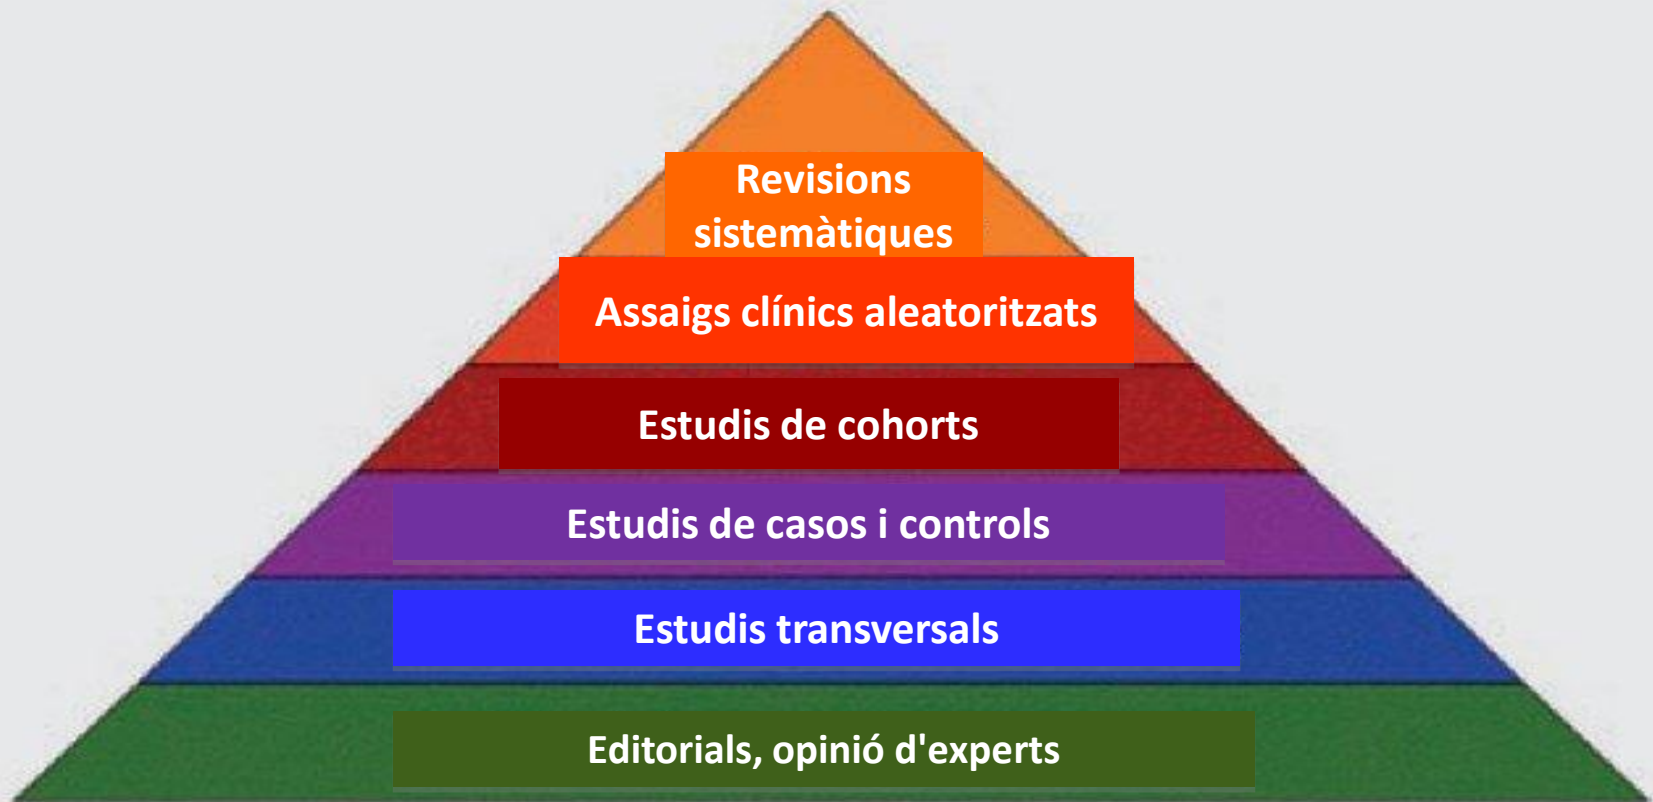 Revisions
sistemàtiques
Assaigs clínics aleatoritzats
Estudis de cohorts
Estudis de casos i controls
Estudis transversals
Editorials, opinió d'experts